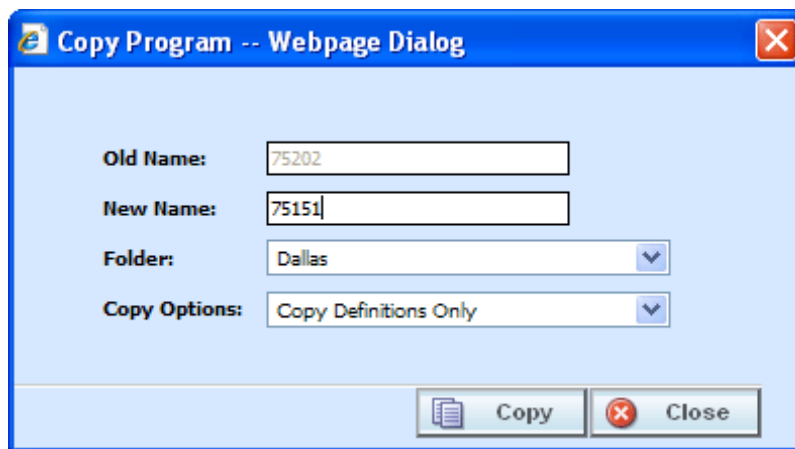 Copy Program -- Webpage Dialog
Old Name: 75202
New Name: 75151
Folder: Dallas
Copy Options: Copy Definitions Only
Copy Close